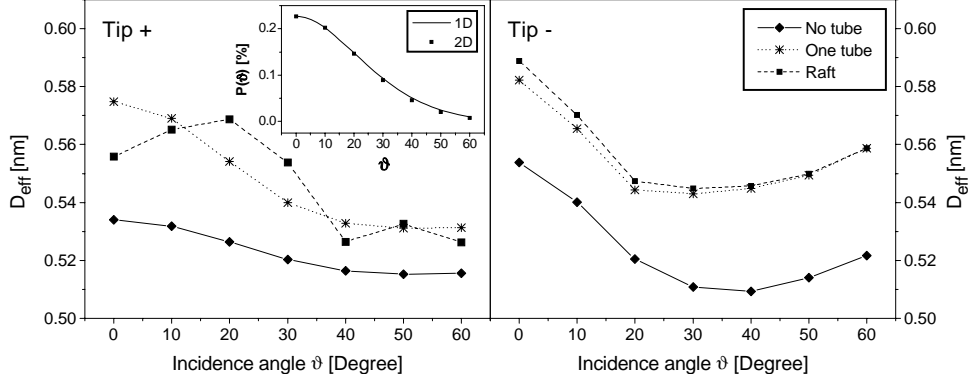 Tip +
D_eff [nm]
0.60
0.58
0.56
0.54
0.52
0.50
0 10 20 30 40 50 60
Incidence angle ϑ [Degree]
P(ϑ) [%]
0.2
0.1
0.0
0 10 20 30 40 50 60
ϑ
1D
2D
Tip -
No tube
One tube
Raft
0 10 20 30 40 50 60
Incidence angle ϑ [Degree]
0.60
0.58
0.56
0.54
0.52
0.50
D_eff [nm]